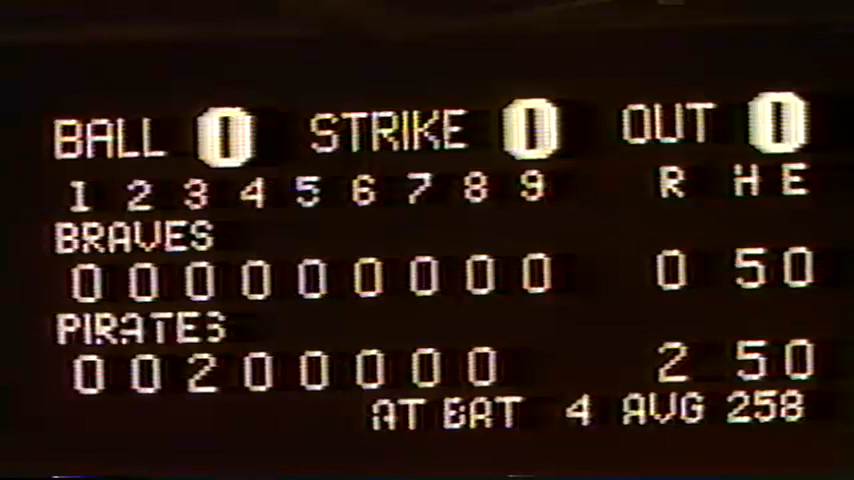 BALL 0 STRIKE 0 OUT 0
1 2 3 4 5 6 7 8 9 R H E
BRAVES
0 0 0 0 0 0 0 0 0 0 5 0
PIRATES
0 0 2 0 0 0 0 0 2 5 0
AT BAT 4 AVG 258